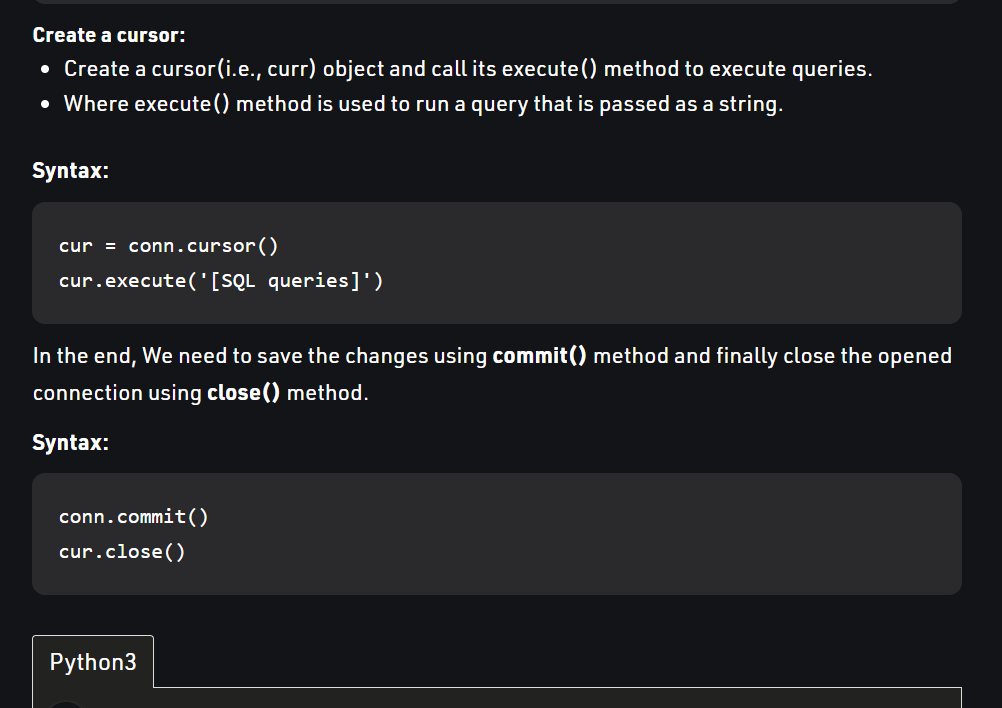 Create a cursor:
• Create a cursor(i.e., curr) object and call its execute() method to execute queries.
• Where execute() method is used to run a query that is passed as a string.
Syntax:
cur = conn.cursor()
cur.execute('[SQL queries]')
In the end, We need to save the changes using commit() method and finally close the opened
connection using close() method.
Syntax:
conn.commit()
cur.close()
Python3